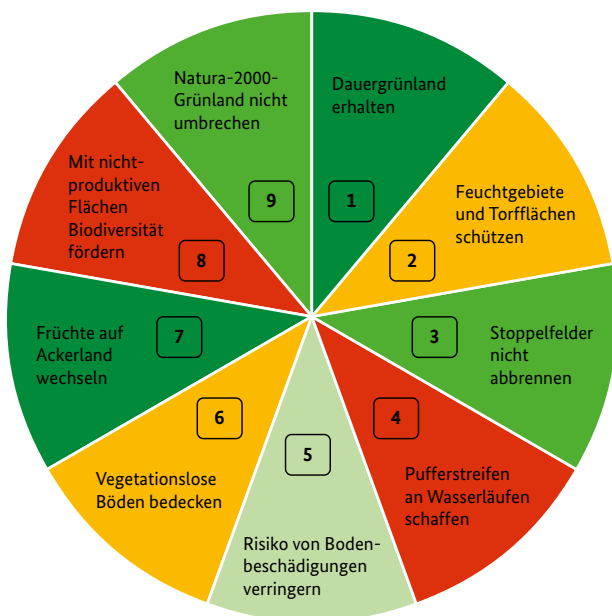 Dauergrünland
erhalten
1
Feuchtgebiete
und Torfflächen
schützen
2
Stoppelfelder
nicht
abbrennen
3
Pufferstreifen
an Wasserläufen
schaffen
4
Risiko von Boden-
beschädigungen
verringern
5
Vegetationslose
Böden bedecken
6
Früchte auf
Ackerland
wechseln
7
Mit nicht-
produktiven
Flächen
Biodiversität
fördern
8
Natura-2000-
Grünland nicht
umbrechen
9